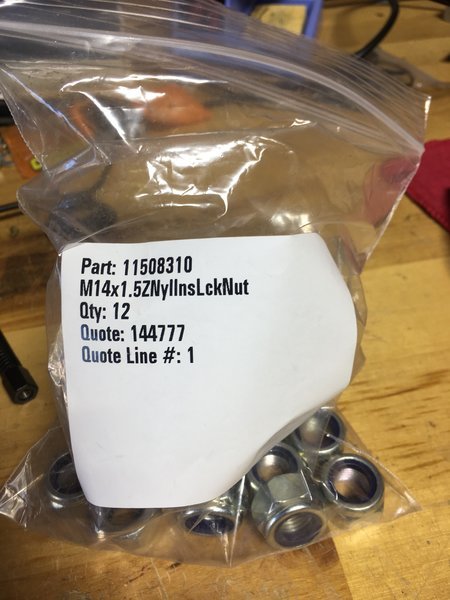 Part: 11508310
M14x1.5ZNylInsLckNut
Qty: 12
Quote: 144777
Quote Line #: 1